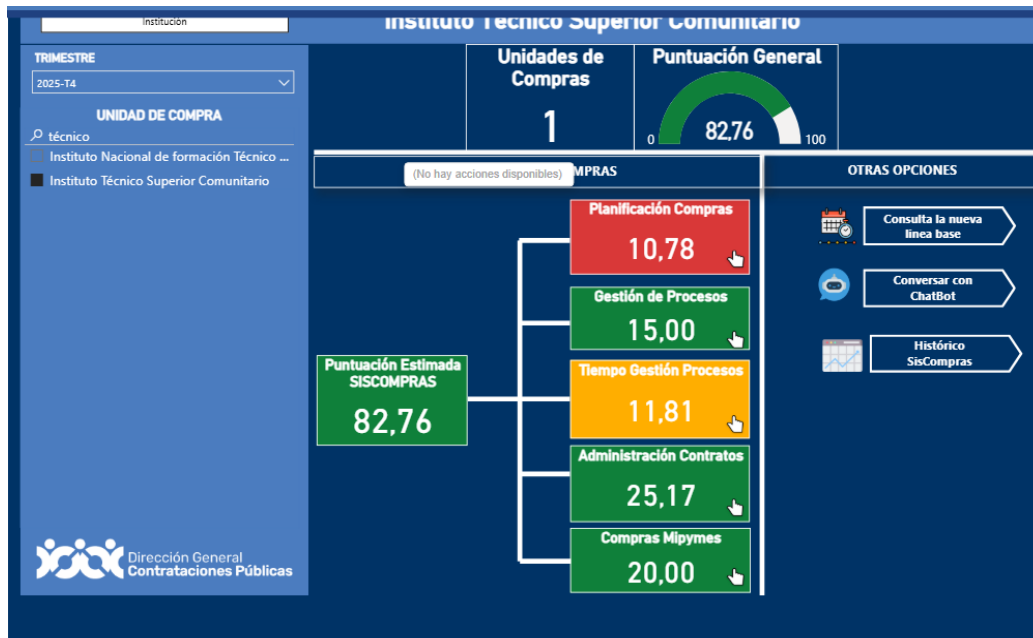 Institución
Instituto Técnico Superior Comunitario
TRIMESTRE
2025-T4
UNIDAD DE COMPRA
técnico
Instituto Nacional de formación Técnico ...
Instituto Técnico Superior Comunitario
Unidades de
Compras
1
Puntuación General
82,76
0
100
(No hay acciones disponibles)
MPRAS
OTRAS OPCIONES
Puntuación Estimada
SISCOMPRAS
82,76
Planificación Compras
10,78
Gestión de Procesos
15,00
Tiempo Gestión Procesos
11,81
Administración Contratos
25,17
Compras Mipymes
20,00
Consulta la nueva
linea base
Conversar con
ChatBot
Histórico
SisCompras
Dirección General
Contrataciones Públicas